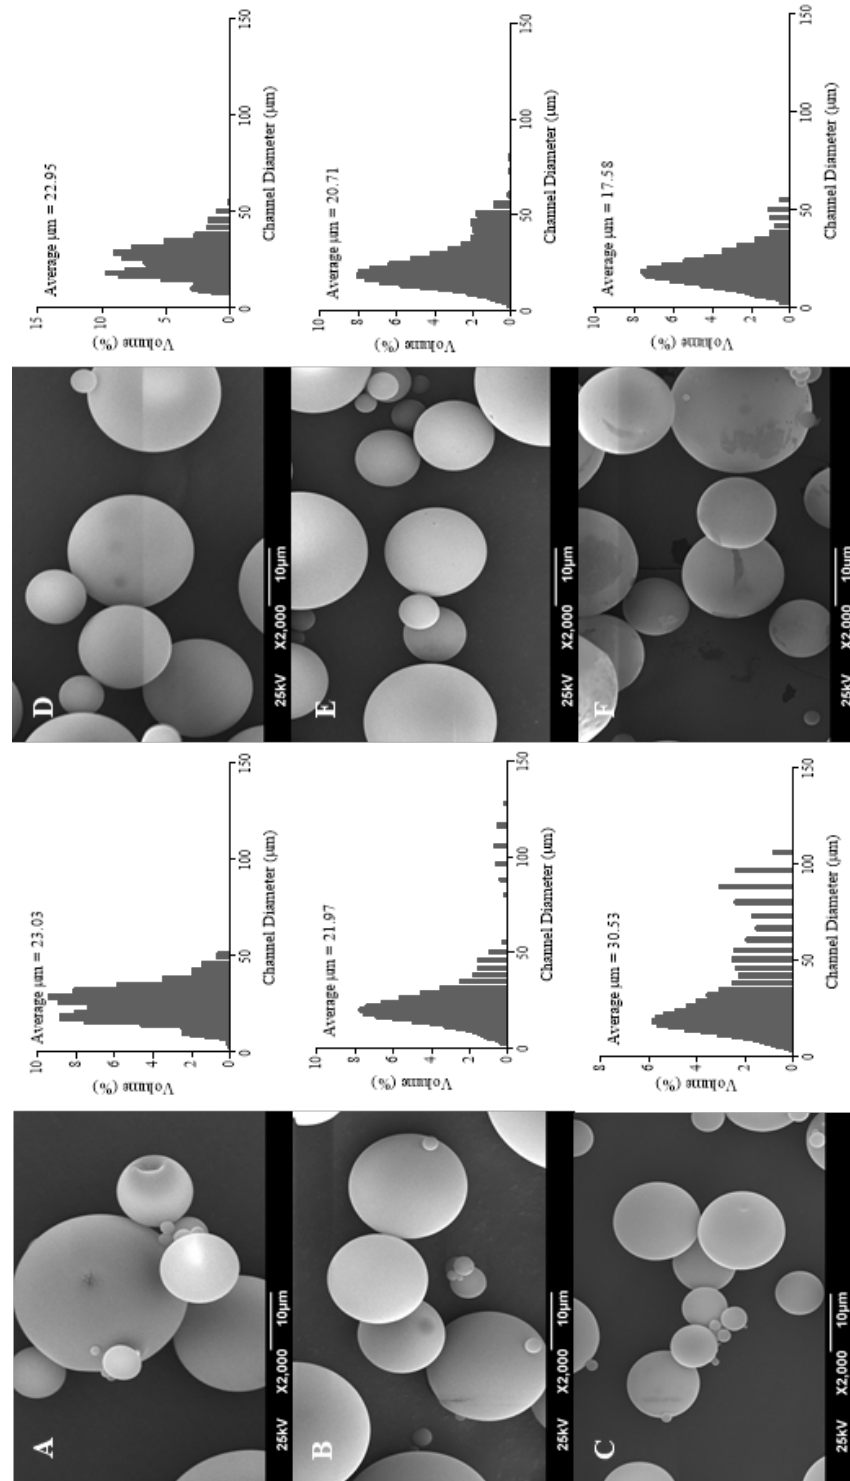 A
25kV X2,000 10μm
Average μm = 23.03
Volume (%)
10
8
6
4
2
0
0 50 100 150
Channel Diameter (μm)
D
25kV X2,000 10μm
Average μm = 22.95
Volume (%)
15
10
5
0
0 50 100 150
Channel Diameter (μm)
B
25kV X2,000 10μm
Average μm = 21.97
Volume (%)
10
8
6
4
2
0
0 50 100 150
Channel Diameter (μm)
E
25kV X2,000 10μm
Average μm = 20.71
Volume (%)
10
8
6
4
2
0
0 50 100 150
Channel Diameter (μm)
C
25kV X2,000 10μm
Average μm = 30.53
Volume (%)
8
6
4
2
0
0 50 100 150
Channel Diameter (μm)
F
25kV X2,000 10μm
Average μm = 17.58
Volume (%)
10
8
6
4
2
0
0 50 100 150
Channel Diameter (μm)